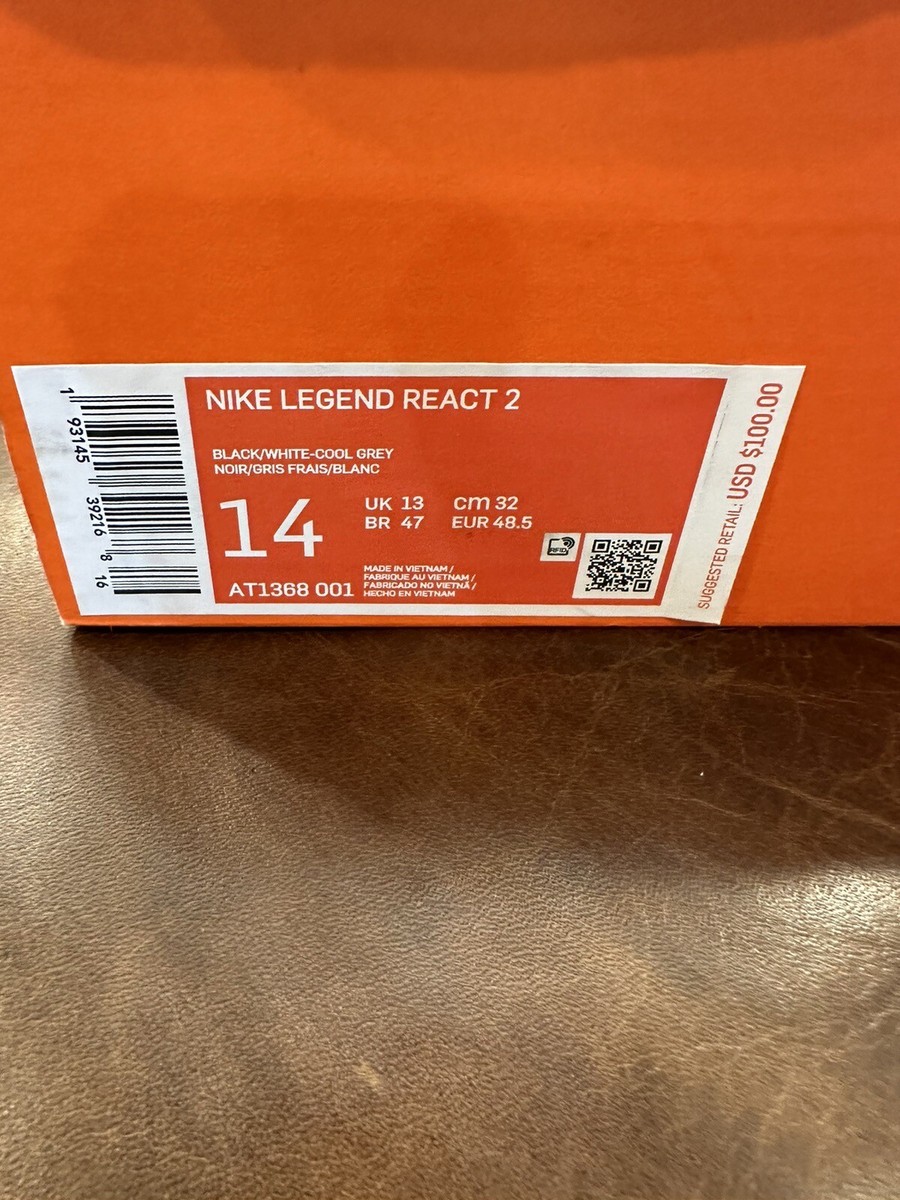 NIKE LEGEND REACT 2
BLACK/WHITE-COOL GREY
NOIR/GRIS FRAIS/BLANC
14
UK 13 cm 32
BR 47 EUR 48.5
AT1368 001
MADE IN VIETNAM /
FABRIQUE AU VIETNAM /
FABRICADO NO VIETNÃ /
HECHO EN VIETNAM
RFID
1 93145 39216 8 16
SUGGESTED RETAIL: USD $100.00